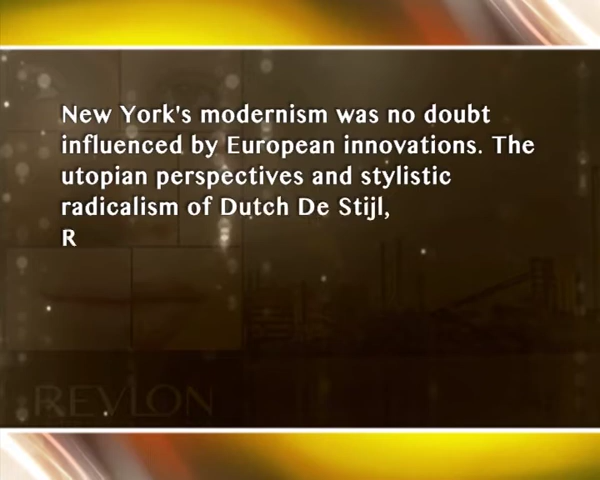 New York's modernism was no doubt
influenced by European innovations. The
utopian perspectives and stylistic
radicalism of Dutch De Stijl,
R
REVLON